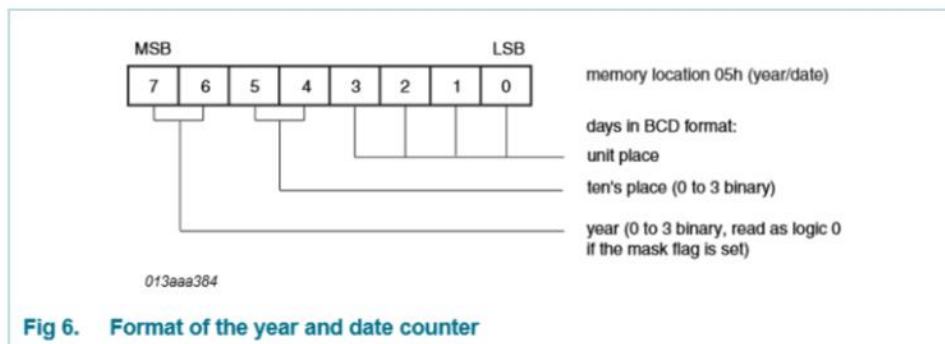 MSB LSB
7 6 5 4 3 2 1 0
memory location 05h (year/date)
days in BCD format:
unit place
ten's place (0 to 3 binary)
year (0 to 3 binary, read as logic 0
if the mask flag is set)
013aaa384
Fig 6. Format of the year and date counter